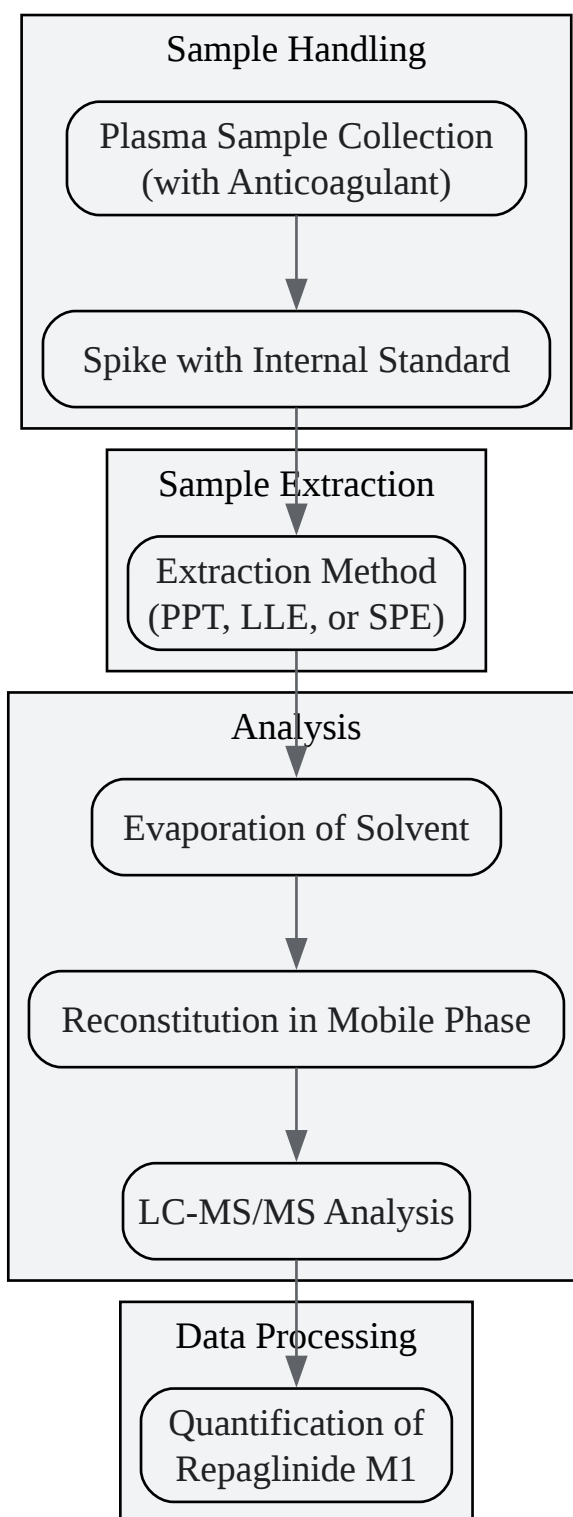 Sample Handling
Plasma Sample Collection
(with Anticoagulant)
Spike with Internal Standard
Sample Extraction
Extraction Method
(PPT, LLE, or SPE)
Analysis
Evaporation of Solvent
Reconstitution in Mobile Phase
LC-MS/MS Analysis
Data Processing
Quantification of
Repaglinide M1